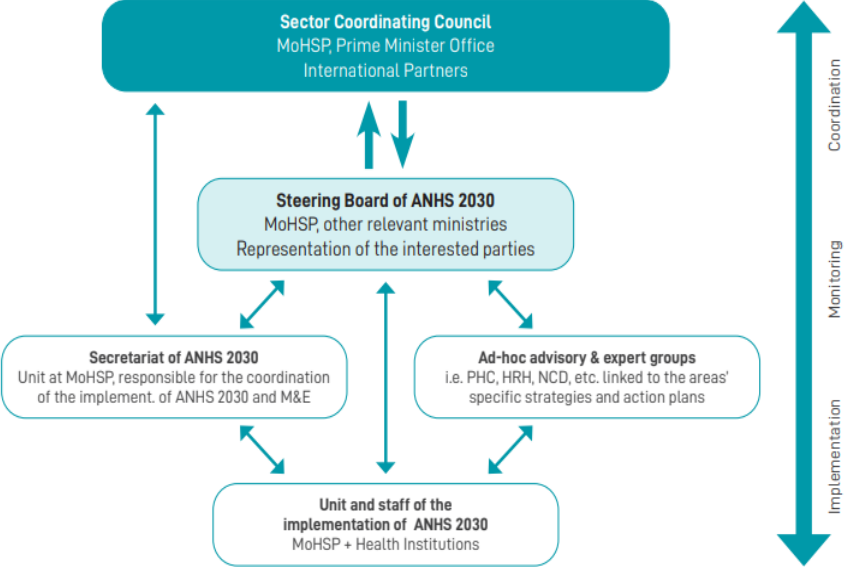 Sector Coordinating Council
MoHSP, Prime Minister Office
International Partners
Coordination
Steering Board of ANHS 2030
MoHSP, other relevant ministries
Representation of the interested parties
Monitoring
Secretariat of ANHS 2030
Unit at MoHSP, responsible for the coordination
of the implement. of ANHS 2030 and M&E
Ad-hoc advisory & expert groups
i.e. PHC, HRH, NCD, etc. linked to the areas’
specific strategies and action plans
Implementation
Unit and staff of the
implementation of ANHS 2030
MoHSP + Health Institutions